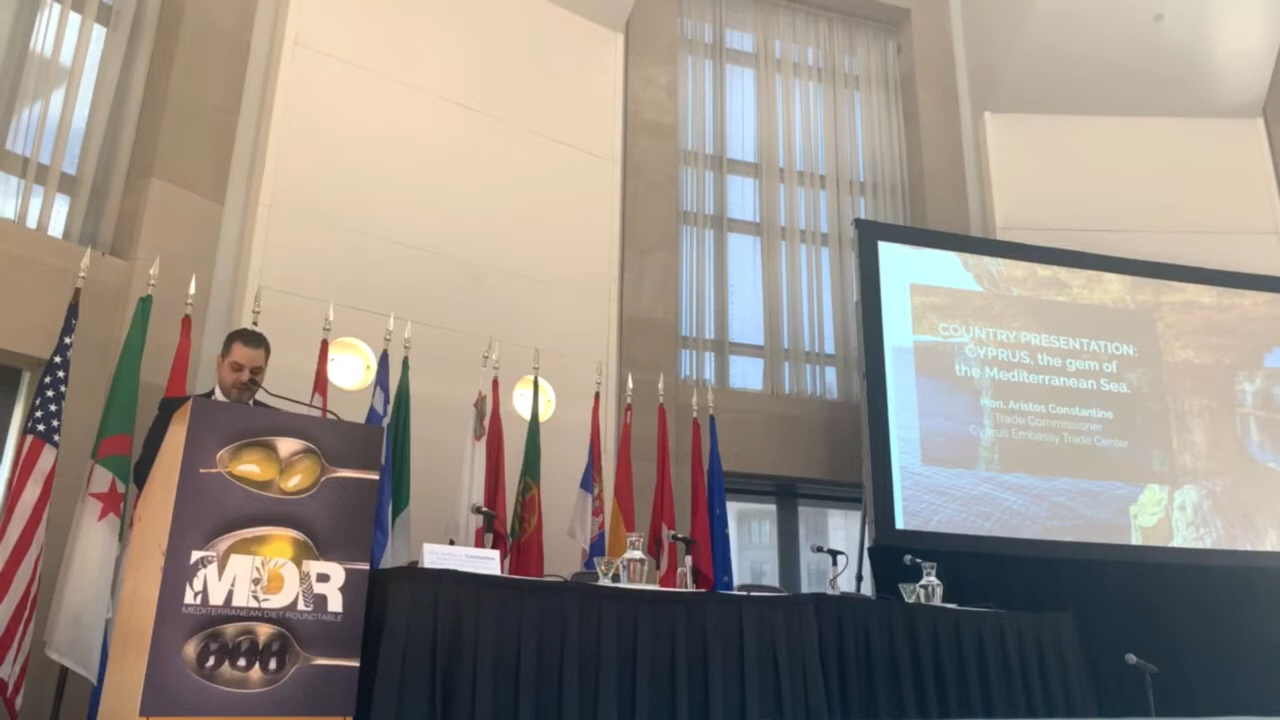 MDR
MEDITERRANEAN DIET ROUNDTABLE
Constantine
COUNTRY PRESENTATION:
CYPRUS, the gem of
the Mediterranean Sea.
Hon. Aristos Constantine
Trade Commissioner
Cyprus Embassy Trade Center